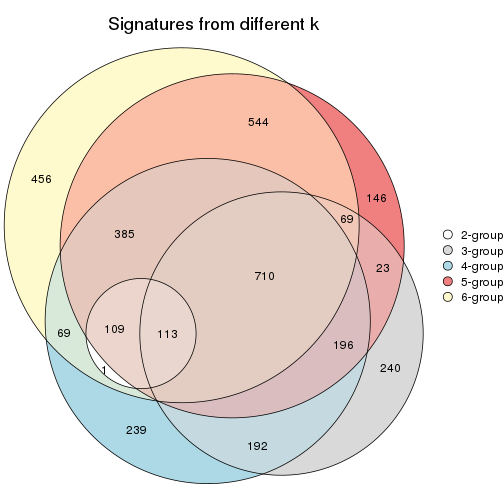 Signatures from different k
544
456
146
69
385
23
710
2-group
3-group
4-group
5-group
6-group
69
109
113
196
1
240
239
192